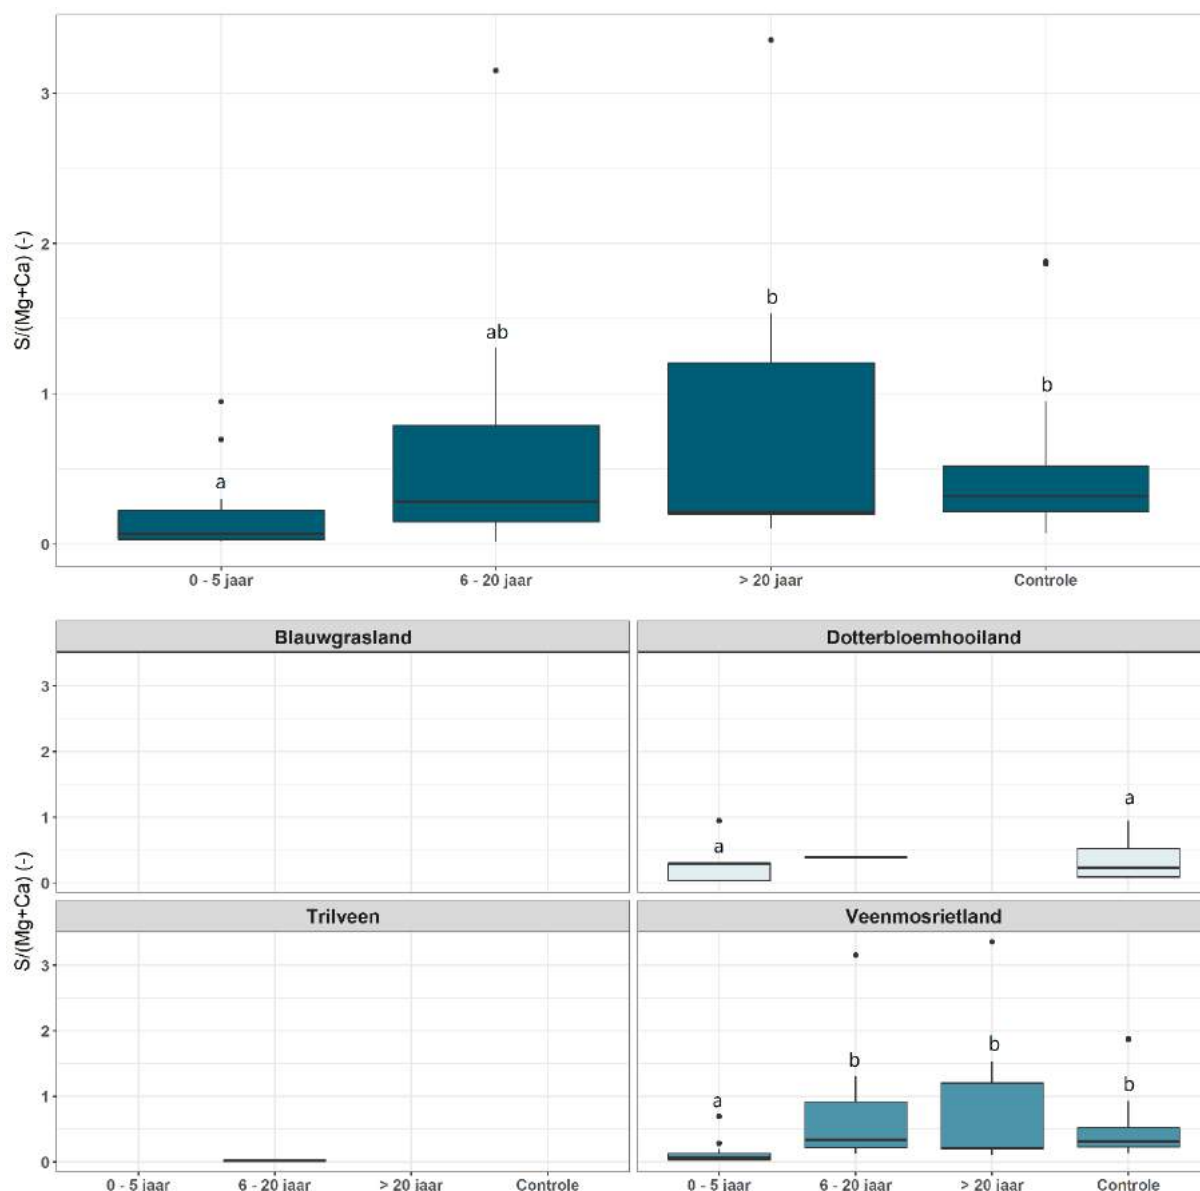 S/(Mg+Ca) (-)
3
2
1
0
a
ab
b
b
0 - 5 jaar
6 - 20 jaar
> 20 jaar
Controle
S/(Mg+Ca) (-)
Blauwgrasland
Dotterbloemhooiland
3
2
1
0
a
a
Trilveen
Veenmosrietland
3
2
1
0
a
b
b
b
0 - 5 jaar
6 - 20 jaar
> 20 jaar
Controle
0 - 5 jaar
6 - 20 jaar
> 20 jaar
Controle